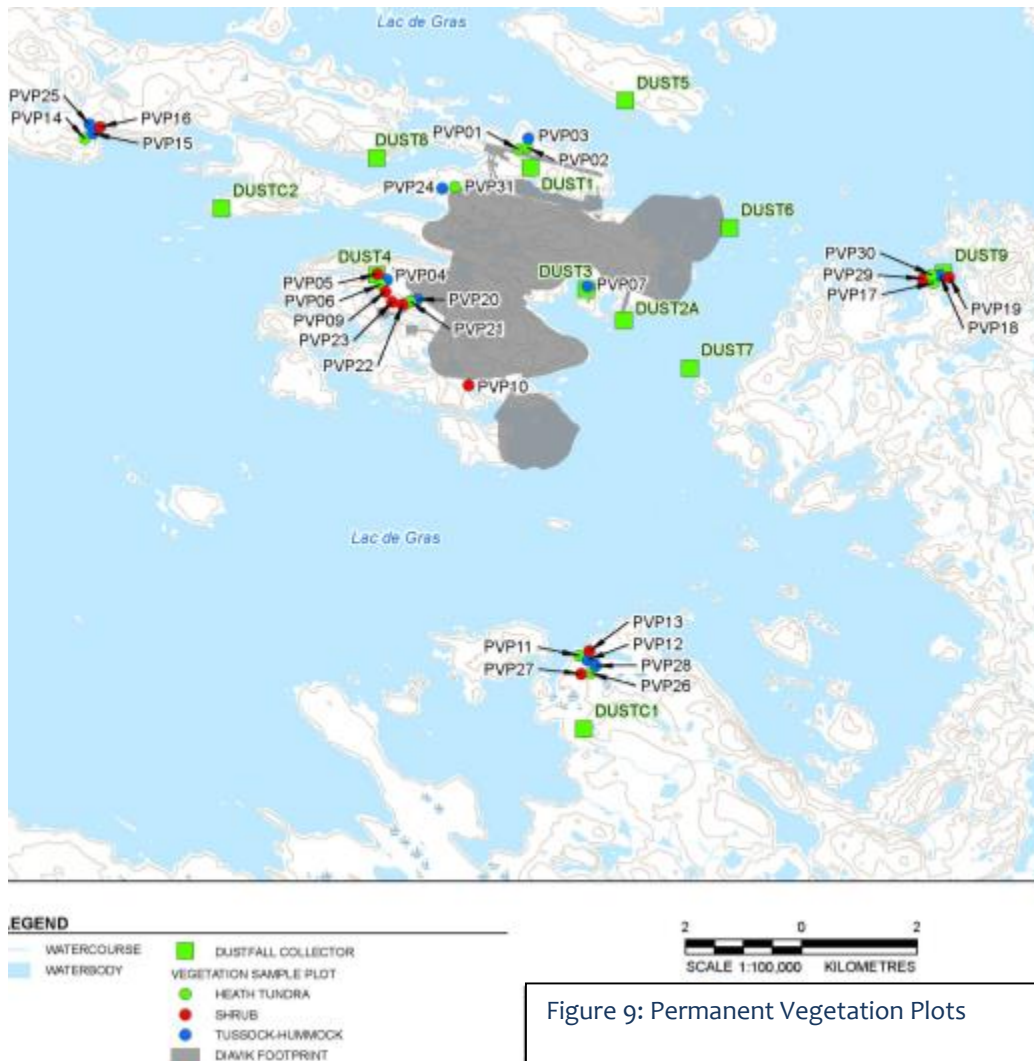 Lac de Gras
DUST5
PVP25
PVP14
PVP16
PVP15
PVP01
PVP03
PVP02
DUST8
DUST1
PVP24
PVP31
DUSTC2
DUST6
DUST4
PVP05
PVP04
PVP06
PVP09
PVP20
PVP23
PVP21
PVP22
DUST3
PVP07
DUST2A
DUST7
PVP30
DUST9
PVP29
PVP17
PVP19
PVP18
PVP10
Lac de Gras
PVP13
PVP11
PVP12
PVP27
PVP28
PVP26
DUSTC1
.EGEND
WATERCOURSE
WATERBODY
DUSTFALL COLLECTOR
VEGETATION SAMPLE PLOT
HEATH TUNDRA
SHRUB
TUSSOCK-HUMMOCK
DIAVIK FOOTPRINT
2 0 2
SCALE 1:100,000 KILOMETRES
Figure 9: Permanent Vegetation Plots